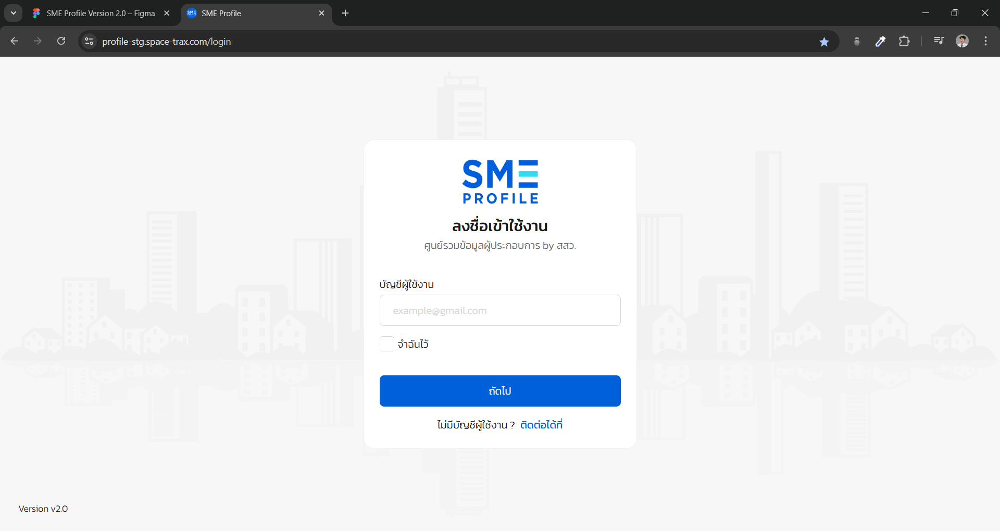 SME Profile Version 2.0 – Figma
SME Profile
profile-stg.space-trax.com/login
SME
PROFILE
ลงชื่อเข้าใช้งาน
ศูนย์รวมข้อมูลผู้ประกอบการ by สสว.
บัญชีผู้ใช้งาน
example@gmail.com
จำฉันไว้
ถัดไป
ไม่มีบัญชีผู้ใช้งาน ? ติดต่อได้ที่
Version v2.0